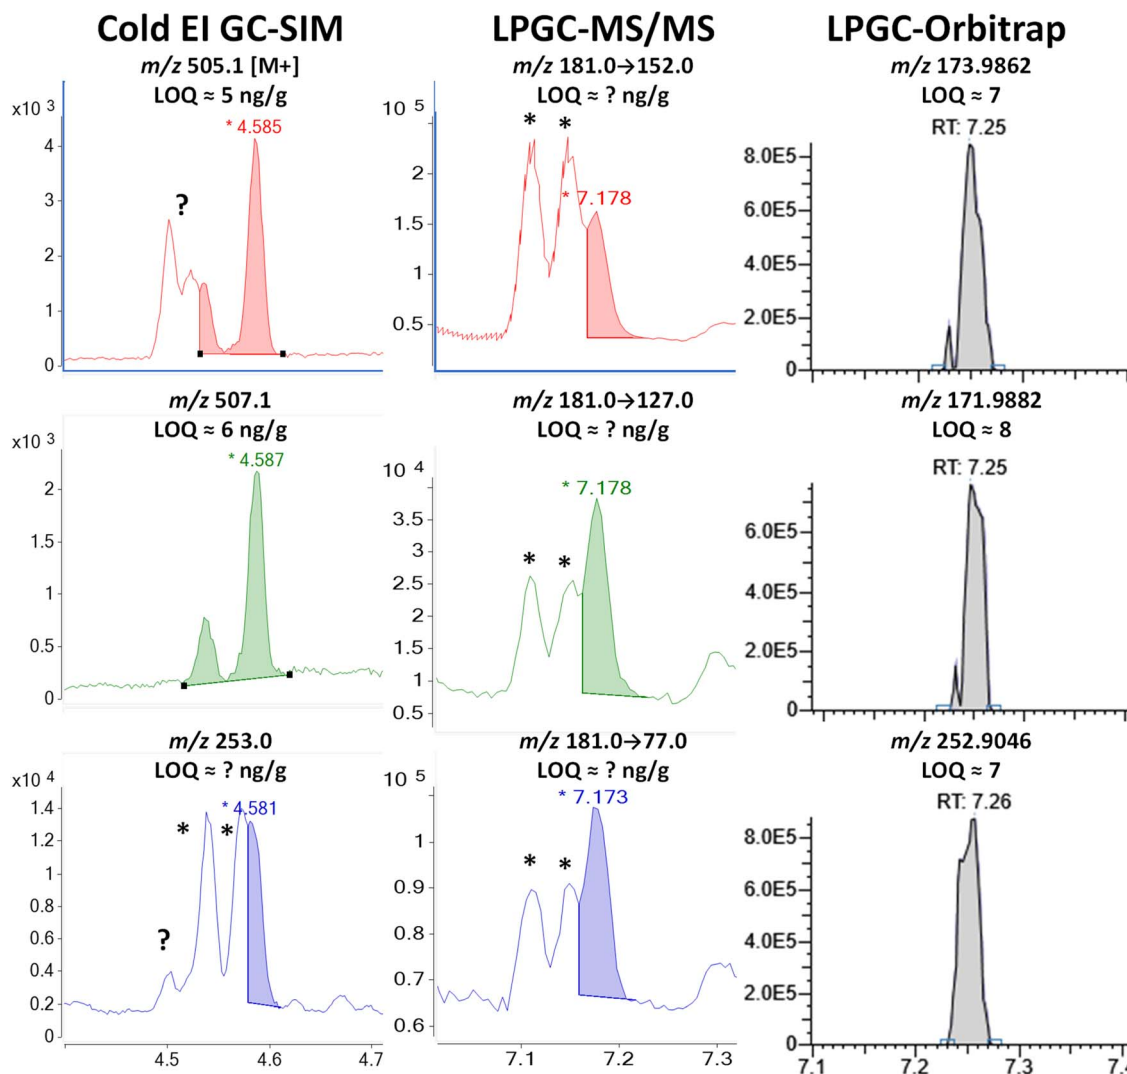 Cold EI GC-SIM
m/z 505.1 [M+]
LOQ ≈ 5 ng/g
x10 3
* 4.585
?
4
3
2
1
0
m/z 507.1
LOQ ≈ 6 ng/g
x10 3
* 4.587
2
1.5
1
0.5
0
m/z 253.0
LOQ ≈ ? ng/g
x10 4
* 4.581
* *
?
1.4
1.2
1
0.8
0.6
0.4
0.2
0
4.5 4.6 4.7
LPGC-MS/MS
m/z 181.0→152.0
LOQ ≈ ? ng/g
10 5
* *
* 7.178
2
1.5
1
0.5
m/z 181.0→127.0
LOQ ≈ ? ng/g
10 4
* 7.178
* *
3.5
3
2.5
2
1.5
1
0.5
m/z 181.0→77.0
LOQ ≈ ? ng/g
10 5
* 7.173
* *
1
0.9
0.8
0.7
0.6
7.1 7.2 7.3
LPGC-Orbitrap
m/z 173.9862
LOQ ≈ 7
RT: 7.25
8.0E5
6.0E5
4.0E5
2.0E5
0
m/z 171.9882
LOQ ≈ 8
RT: 7.25
6.0E5
4.0E5
2.0E5
0
m/z 252.9046
LOQ ≈ 7
RT: 7.26
8.0E5
6.0E5
4.0E5
2.0E5
0
7.1 7.2 7.3